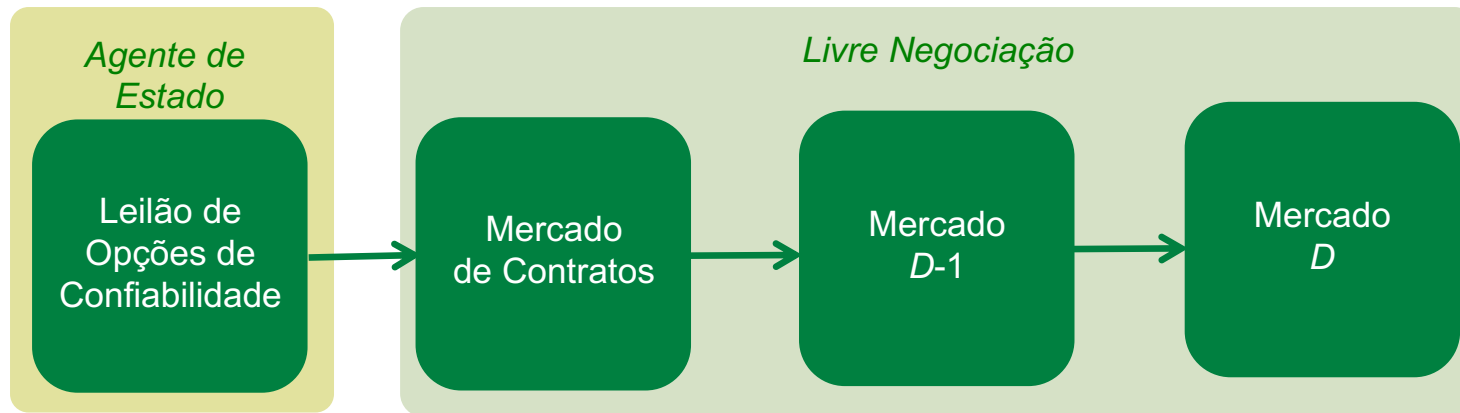 Agente de
Estado
Livre Negociação
Leilão de
Opções de
Confiabilidade
Mercado
de Contratos
Mercado
D-1
Mercado
D